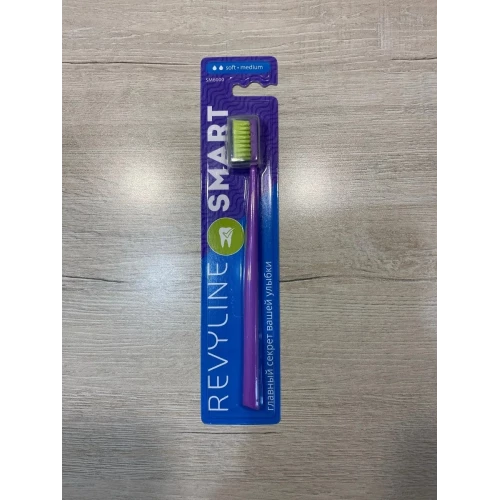 soft • medium
SM6000
REVYLINE SMART
главный секрет вашей улыбки